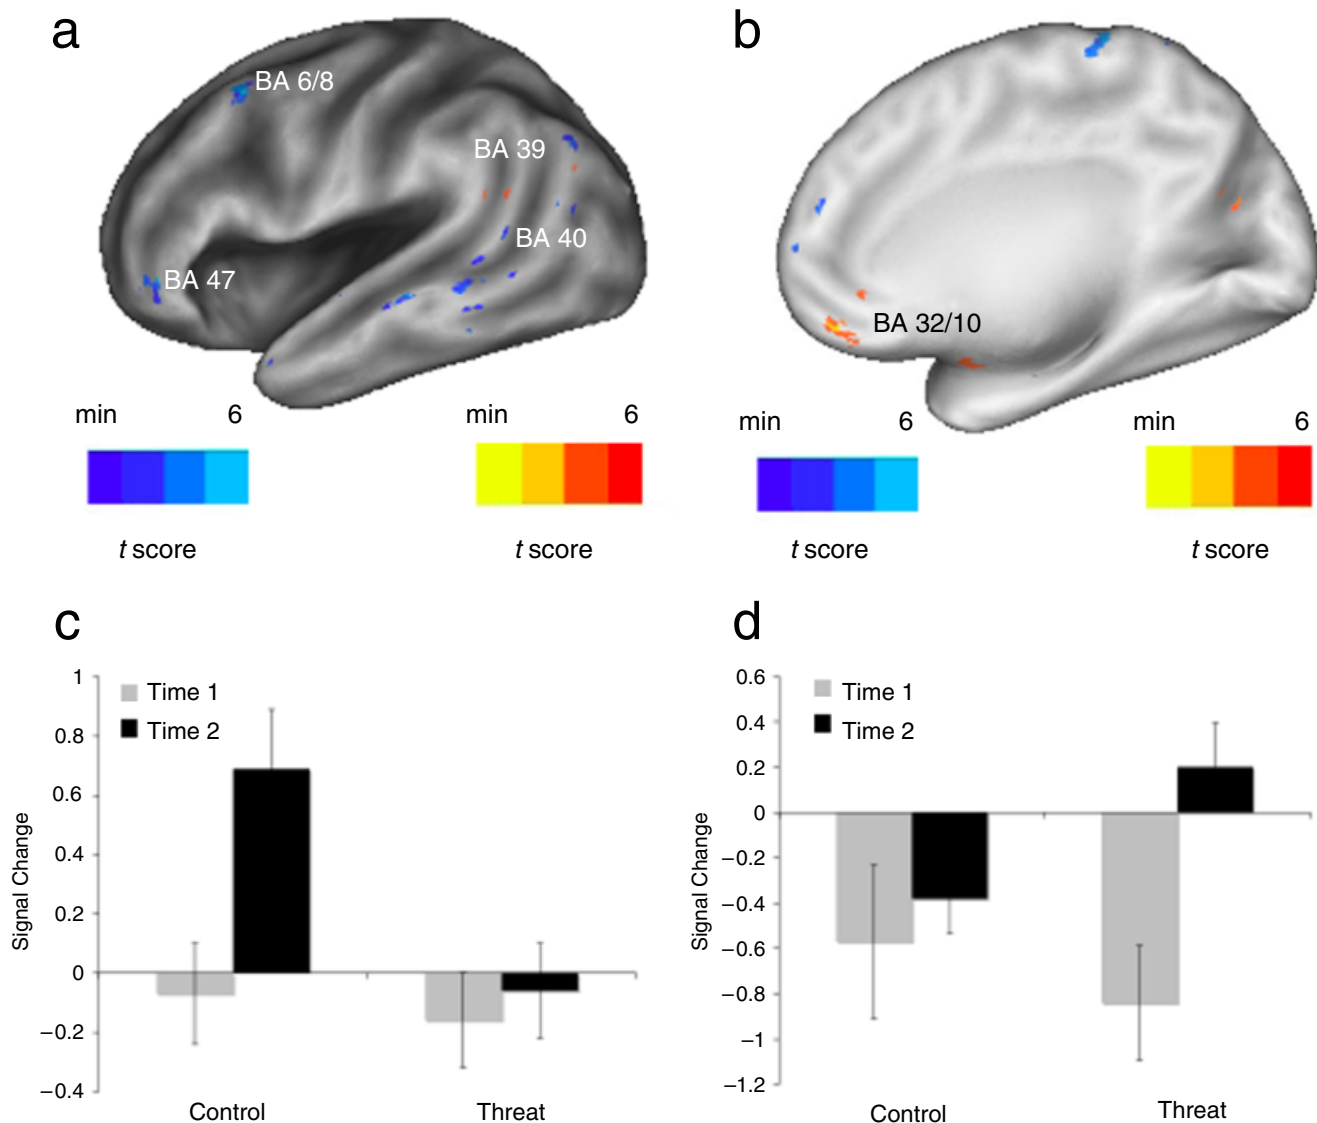 a
b
BA 6/8
BA 39
BA 40
BA 47
BA 32/10
min 6
min 6
min 6
min 6
t score
t score
t score
t score
c
d
Time 1
Time 2
Signal Change
1
0.8
0.6
0.4
0.2
0
−0.2
−0.4
Control
Threat
Time 1
Time 2
Signal Change
0.6
0.4
0.2
0
−0.2
−0.4
−0.6
−0.8
−1
−1.2
Control
Threat